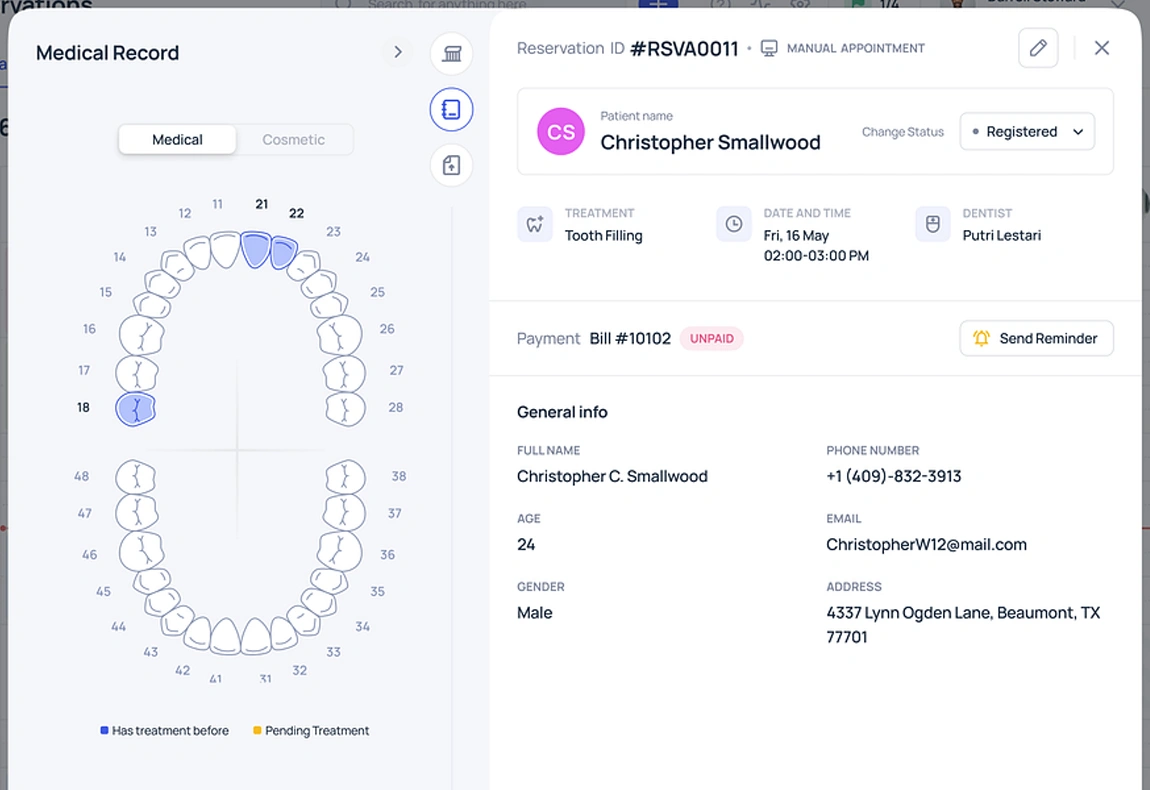 Medical Record
Medical Cosmetic
11 21
12 22
13 23
14 24
15 25
16 26
17 27
18 28
48 38
47 37
46 36
45 35
44 34
43 33
42 32
41 31
Has treatment before Pending Treatment
Reservation ID #RSVA0011 • MANUAL APPOINTMENT
CS
Patient name
Christopher Smallwood
Change Status
Registered
TREATMENT
Tooth Filling
DATE AND TIME
Fri, 16 May
02:00-03:00 PM
DENTIST
Putri Lestari
Payment Bill #10102 UNPAID
Send Reminder
General info
FULL NAME
Christopher C. Smallwood
PHONE NUMBER
+1 (409)-832-3913
AGE
24
EMAIL
ChristopherW12@mail.com
GENDER
Male
ADDRESS
4337 Lynn Ogden Lane, Beaumont, TX
77701